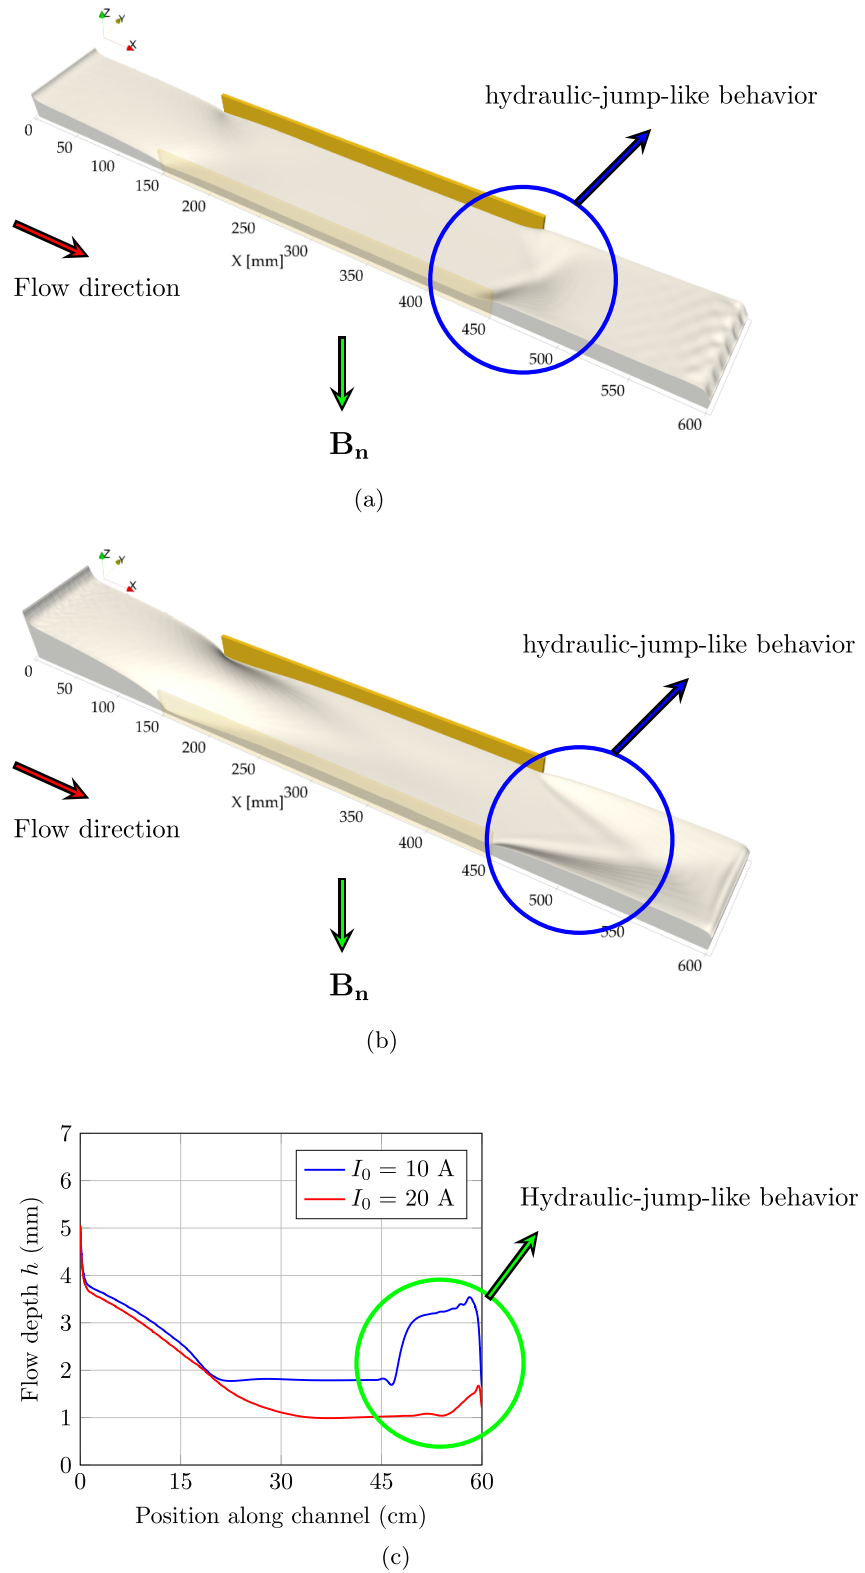 Z
Y
X
hydraulic-jump-like behavior
0
50
100
150
200
250
X [mm]
300
350
400
450
500
550
600
Flow direction
Bn
(a)
Z
Y
X
hydraulic-jump-like behavior
0
50
100
150
200
250
X [mm]
300
350
400
450
500
550
600
Flow direction
Bn
(b)
Hydraulic-jump-like behavior
I0 = 10 A
I0 = 20 A
Flow depth h (mm)
7
6
5
4
3
2
1
0
0 15 30 45 60
Position along channel (cm)
(c)